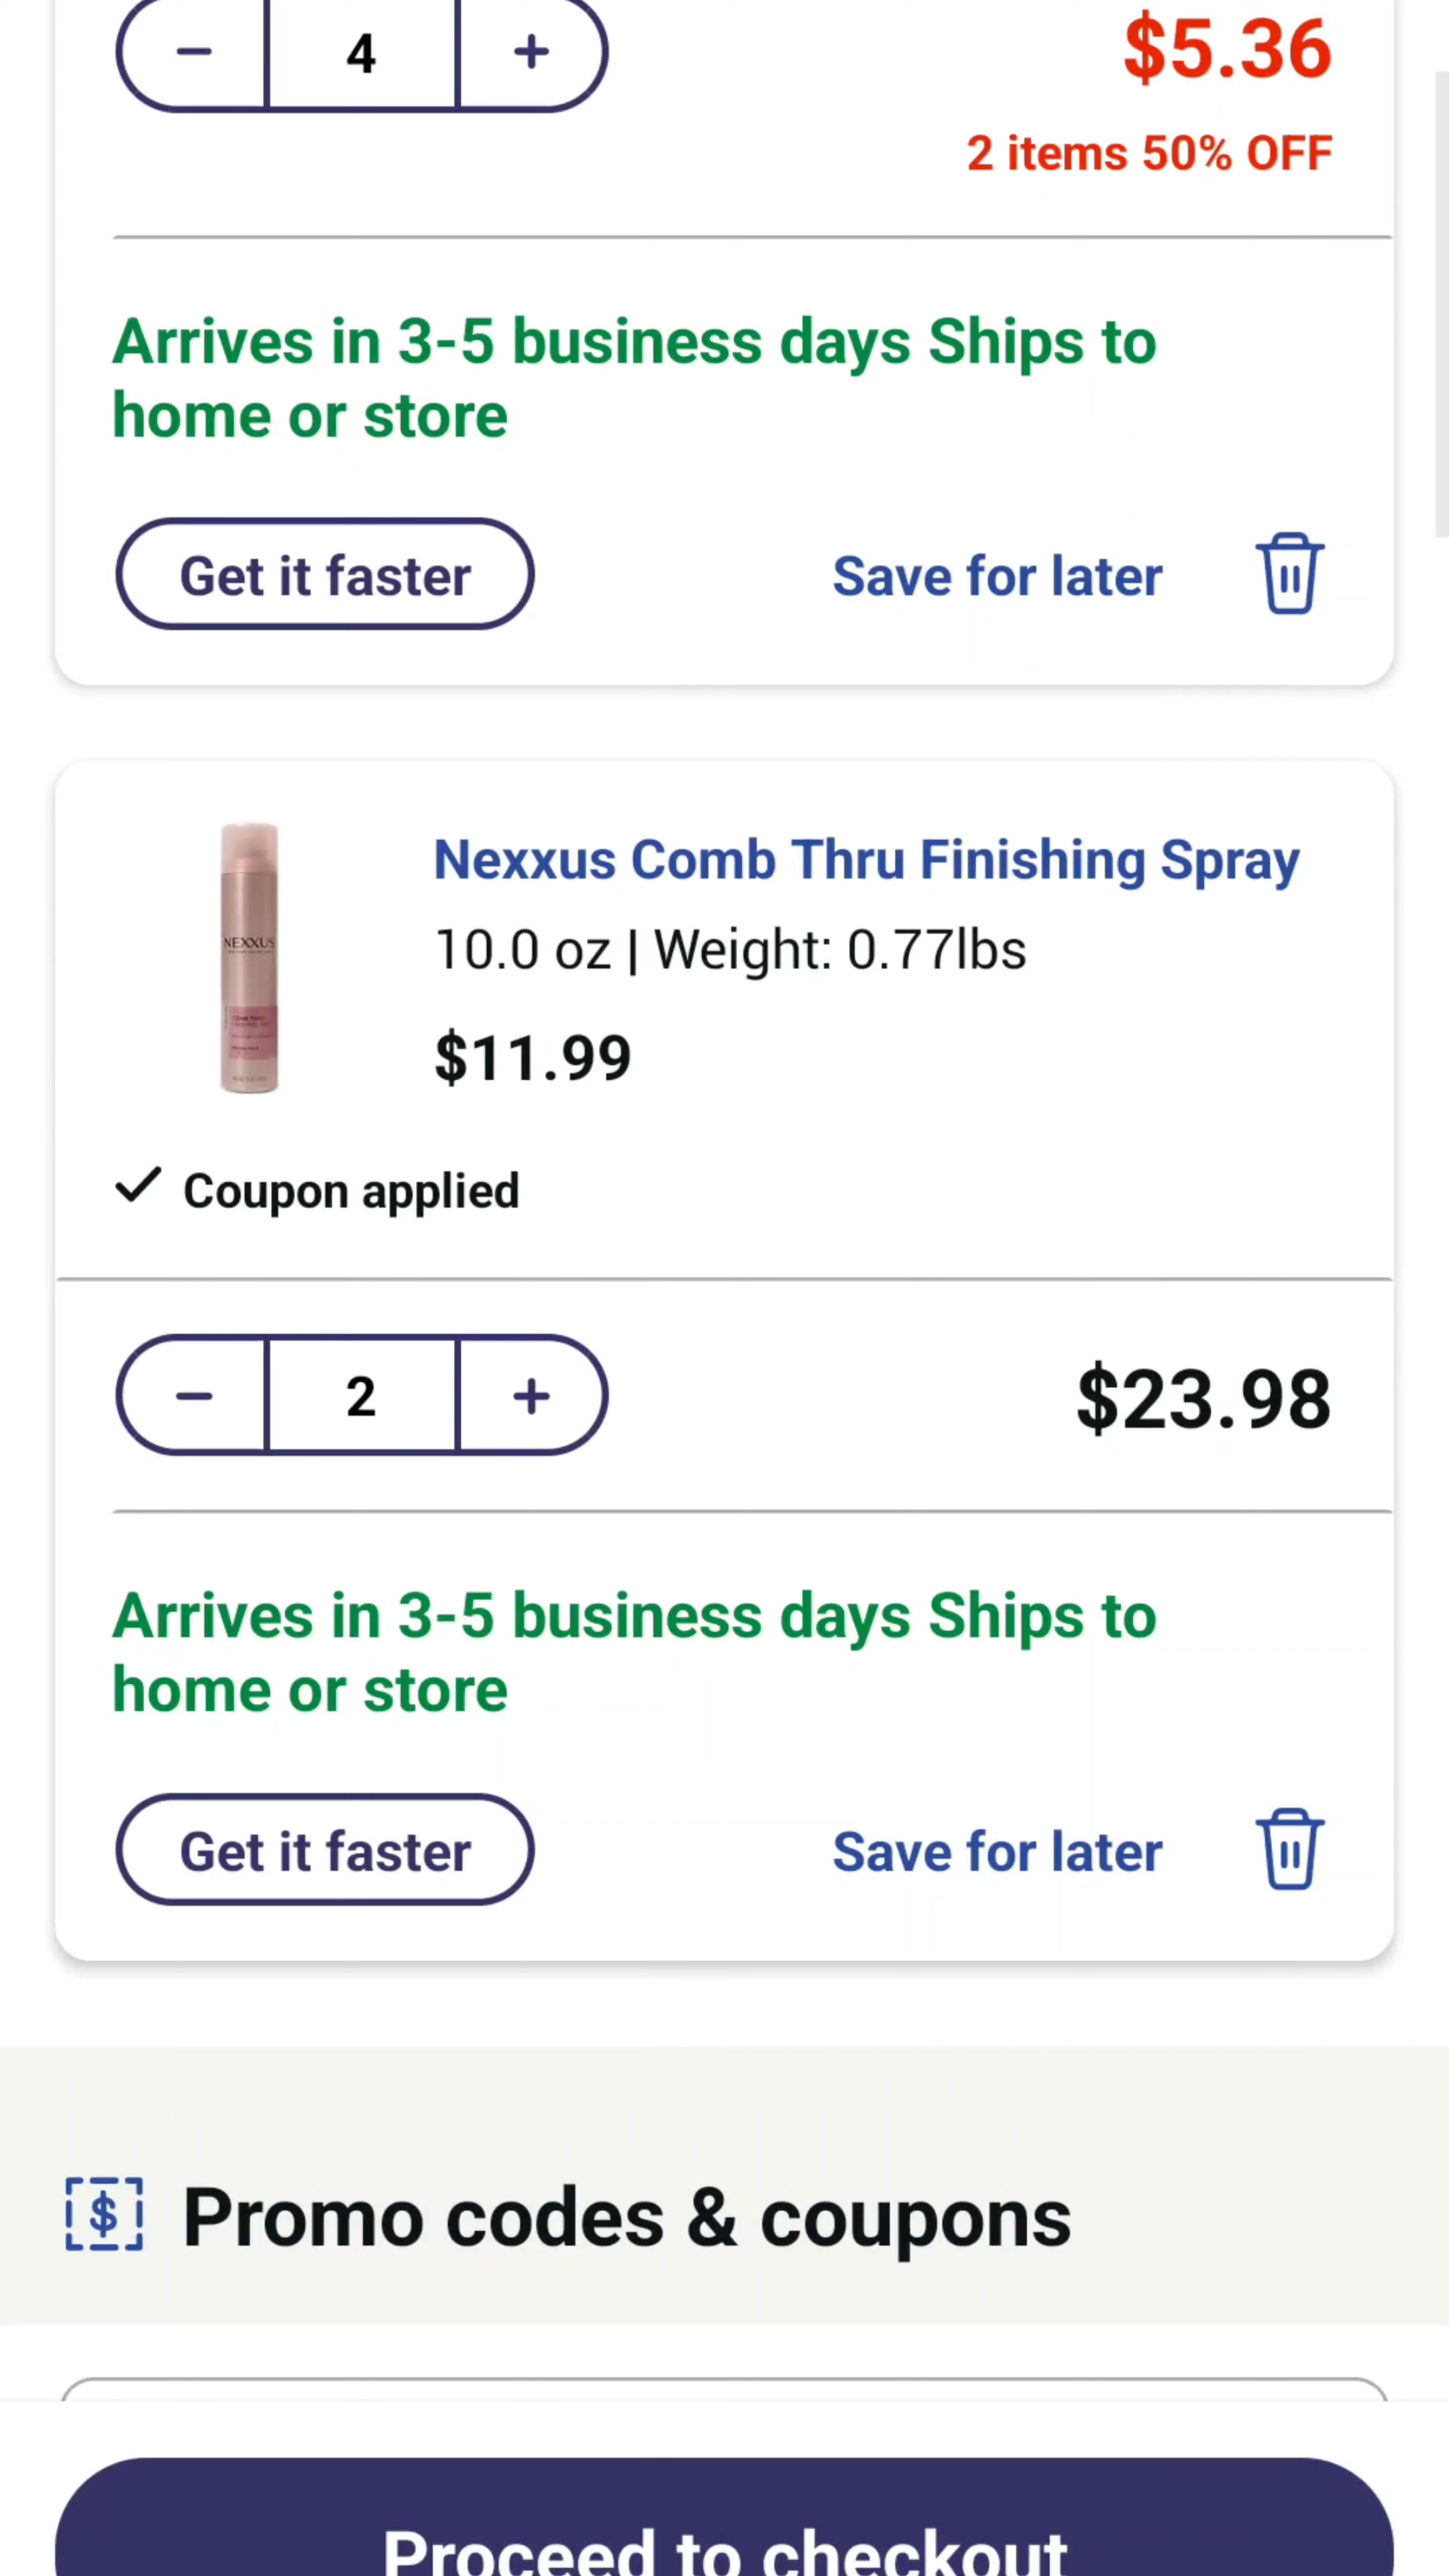 4
$5.36
2 items 50% OFF
Arrives in 3-5 business days Ships to
home or store
Get it faster
Save for later
Nexxus Comb Thru Finishing Spray
10.0 oz | Weight: 0.77lbs
$11.99
NEXXUS
Coupon applied
2
$23.98
Arrives in 3-5 business days Ships to
home or store
Get it faster
Save for later
$ Promo codes & coupons
Proceed to checkout